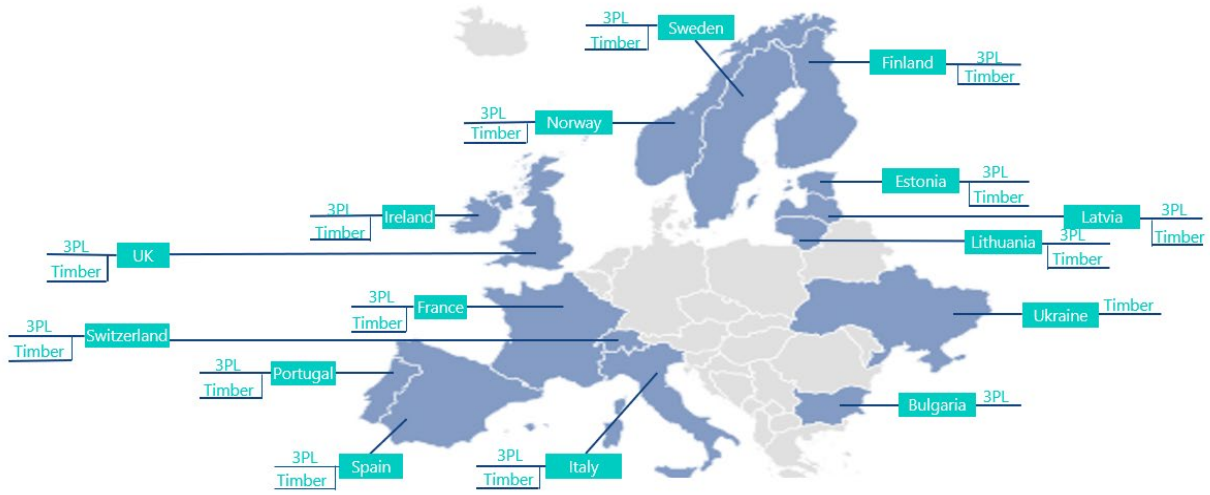 3PL
Timber
Sweden
Finland
3PL
Timber
3PL
Timber
Norway
Estonia
3PL
Timber
3PL
Timber
Ireland
Latvia
3PL
Timber
3PL
Timber
UK
Lithuania
3PL
Timber
3PL
Timber
France
Ukraine
Timber
3PL
Timber
Switzerland
3PL
Timber
Portugal
Bulgaria
3PL
3PL
Timber
Spain
3PL
Timber
Italy